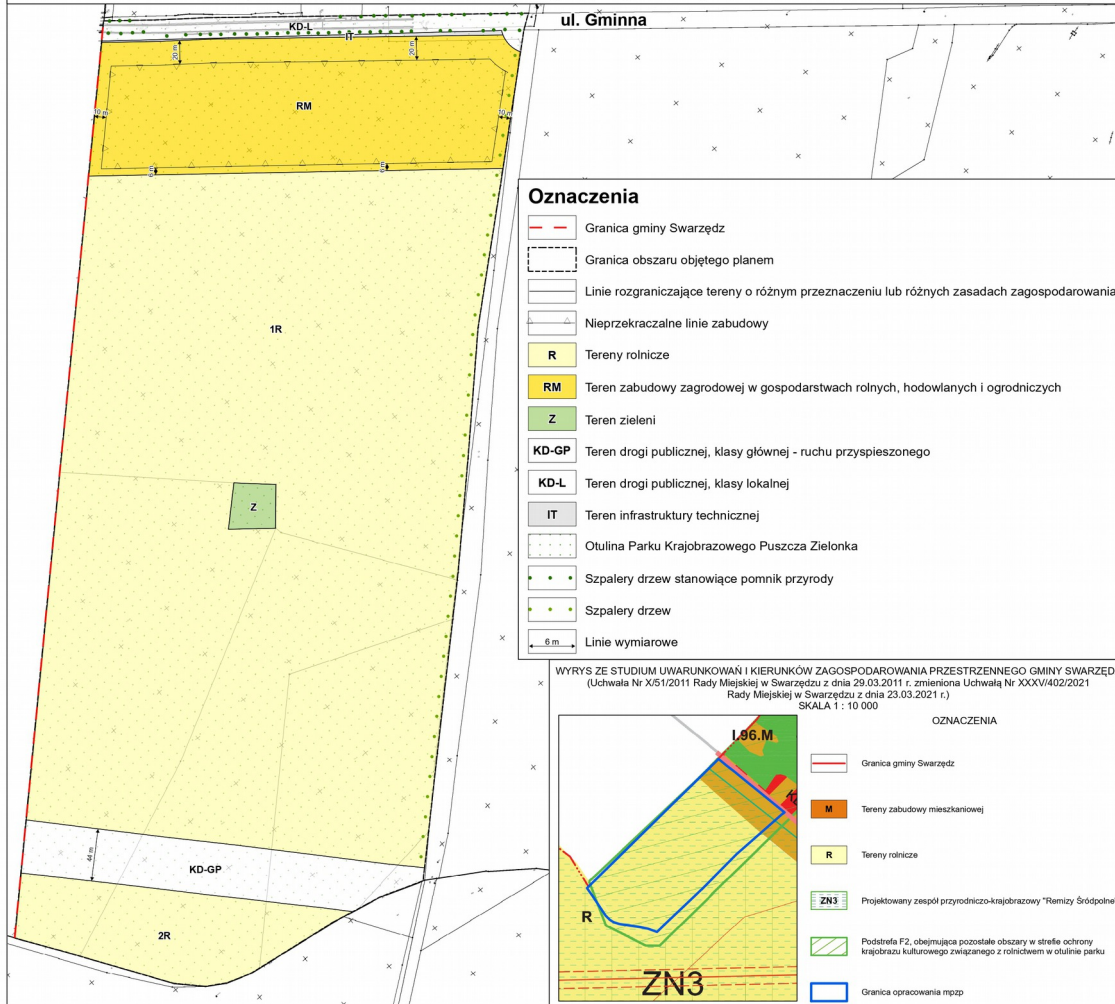 ul. Gminna
KD-L
IT
20 m
20 m
RM
10 m
10 m
6 m
6 m
1R
Z
44 m
KD-GP
2R
Oznaczenia
Granica gminy Swarzędz
Granica obszaru objętego planem
Linie rozgraniczające tereny o różnym przeznaczeniu lub różnych zasadach zagospodarowania
Nieprzekraczalne linie zabudowy
R Tereny rolnicze
RM Teren zabudowy zagrodowej w gospodarstwach rolnych, hodowlanych i ogrodniczych
Z Teren zieleni
KD-GP Teren drogi publicznej, klasy głównej - ruchu przyspieszonego
KD-L Teren drogi publicznej, klasy lokalnej
IT Teren infrastruktury technicznej
Otulina Parku Krajobrazowego Puszcza Zielonka
Szpalery drzew stanowiące pomnik przyrody
Szpalery drzew
6 m Linie wymiarowe
WYRYS ZE STUDIUM UWARUNKOWAŃ I KIERUNKÓW ZAGOSPODAROWANIA PRZESTRZENNEGO GMINY SWARZĘD
(Uchwała Nr X/51/2011 Rady Miejskiej w Swarzędzu z dnia 29.03.2011 r. zmieniona Uchwałą Nr XXXV/402/2021
Rady Miejskiej w Swarzędzu z dnia 23.03.2021 r.)
SKALA 1 : 10 000
I.96.M
R
ZN3
OZNACZENIA
Granica gminy Swarzędz
M Tereny zabudowy mieszkaniowej
R Tereny rolnicze
ZN3 Projektowany zespół przyrodniczo-krajobrazowy "Remizy Śródpolne
Podstrefa F2, obejmująca pozostałe obszary w strefie ochrony
krajobrazu kulturowego związanego z rolnictwem w otulinie parku
Granica opracowania mpzp